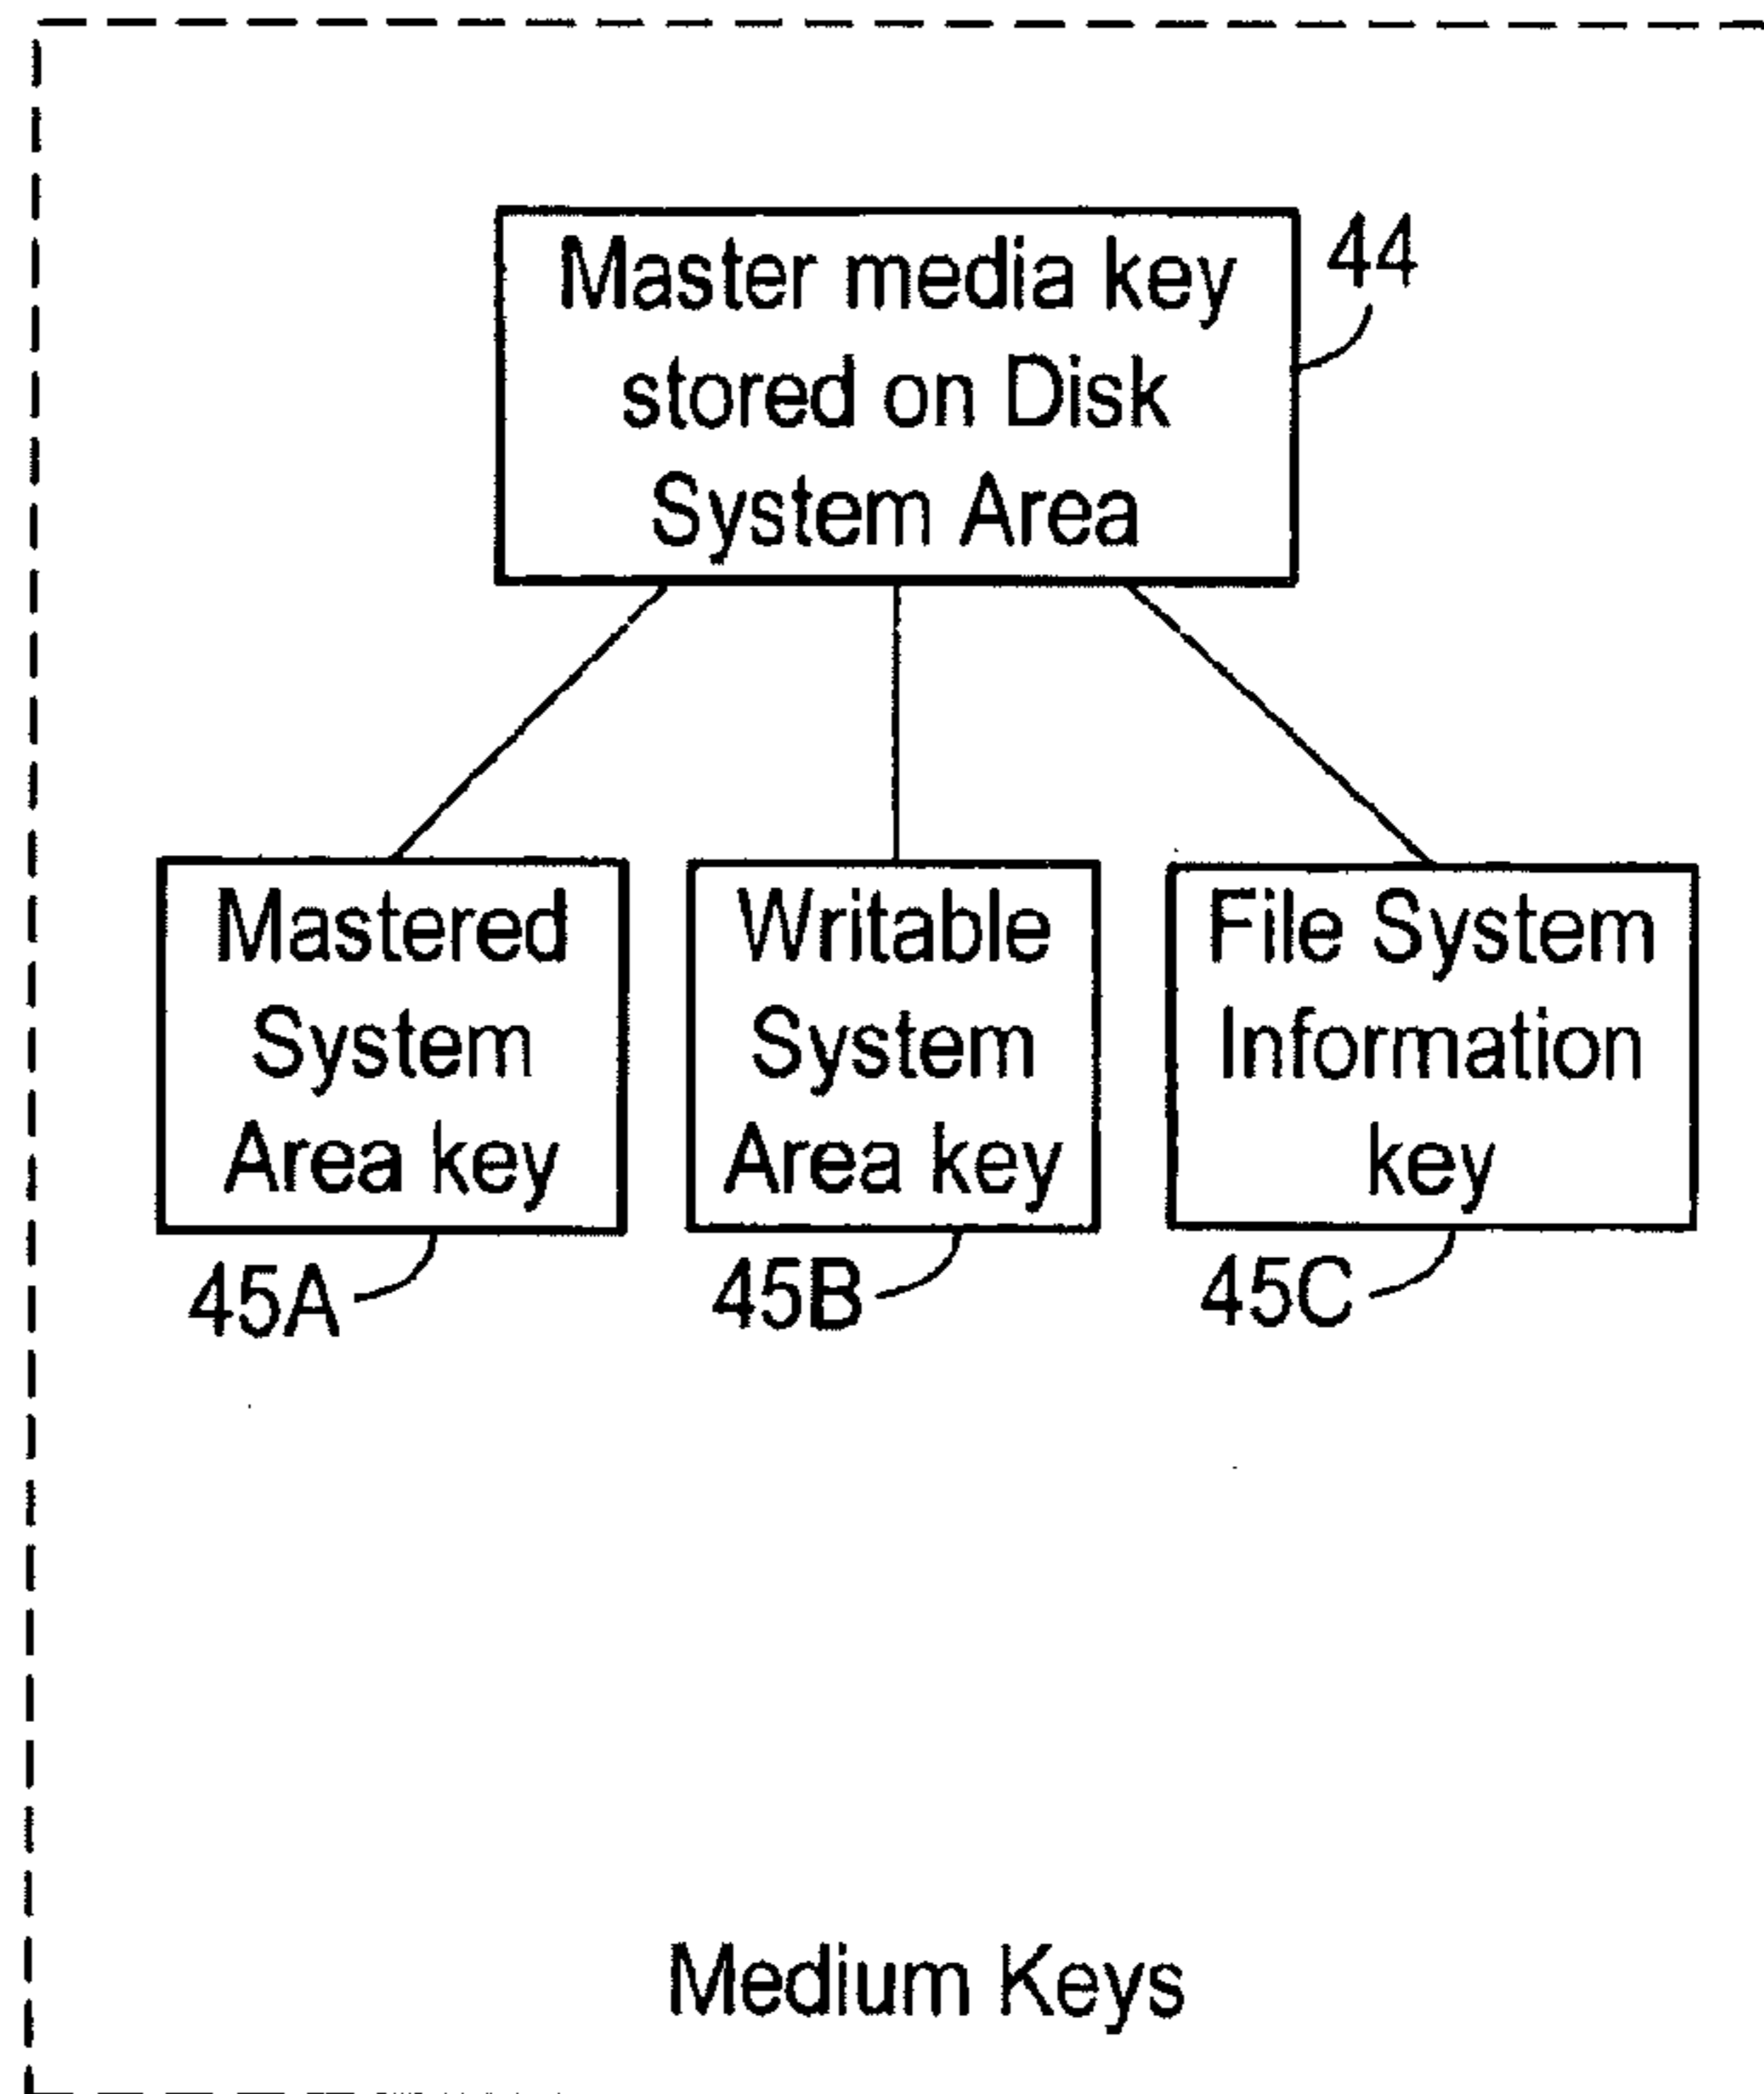 Master media key
stored on Disk
System Area
44
Mastered
System
Area key
45A
Writable
System
Area key
45B
File System
Information
key
45C
Medium Keys